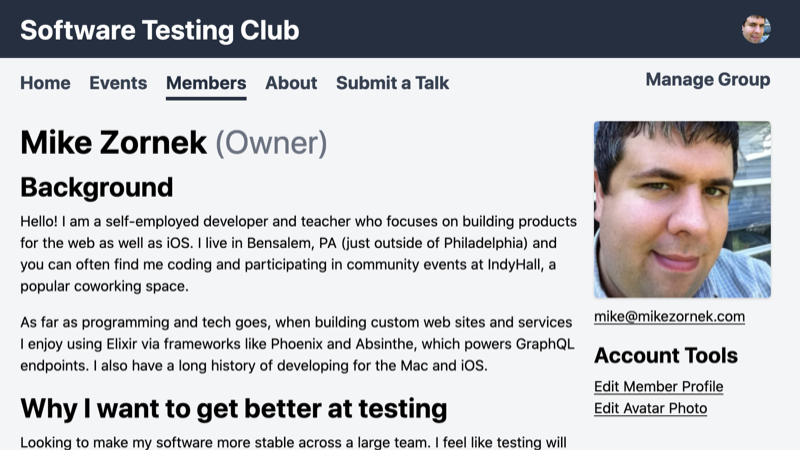 Software Testing Club
Home Events Members About Submit a Talk Manage Group
Mike Zornek (Owner)
Background
Hello! I am a self-employed developer and teacher who focuses on building products
for the web as well as iOS. I live in Bensalem, PA (just outside of Philadelphia) and
you can often find me coding and participating in community events at IndyHall, a
popular coworking space.
As far as programming and tech goes, when building custom web sites and services
I enjoy using Elixir via frameworks like Phoenix and Absinthe, which powers GraphQL
endpoints. I also have a long history of developing for the Mac and iOS.
Why I want to get better at testing
Looking to make my software more stable across a large team. I feel like testing will
mike@mikezornek.com
Account Tools
Edit Member Profile
Edit Avatar Photo